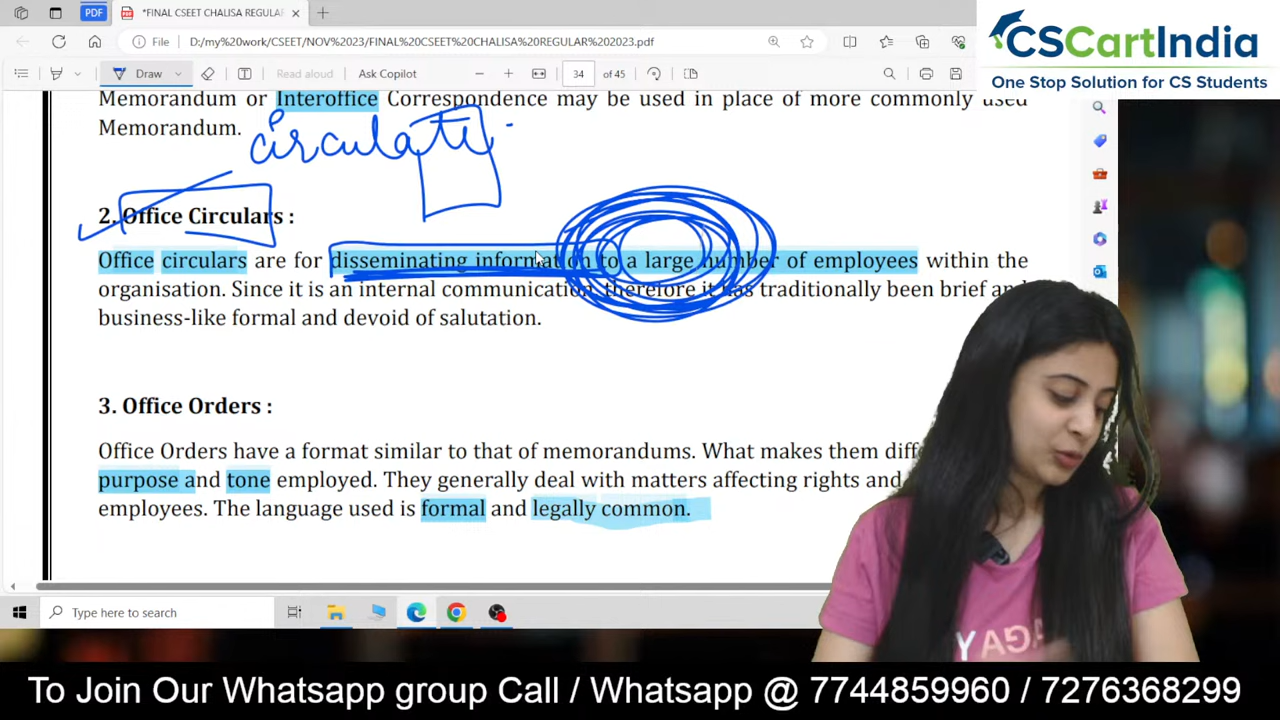 PDF
*FINAL CSEET CHALISA REGULAR
File
D:/my%20work/CSEET/NOV%2023/FINAL%20CSEET%20CHALISA%20REGULAR%202023.pdf
Draw
Read aloud
Ask Copilot
34
of 45
CSCartIndia
One Stop Solution for CS Students
Memorandum or Interoffice Correspondence may be used in place of more commonly used
Memorandum.
2. Office Circulars :
Office circulars are for disseminating information to a large number of employees within the
organisation. Since it is an internal communication, therefore it has traditionally been brief and
business-like formal and devoid of salutation.
3. Office Orders :
Office Orders have a format similar to that of memorandums. What makes them
purpose and tone employed. They generally deal with matters affecting rights and
employees. The language used is formal and legally common.
Type here to search
To Join Our Whatsapp group Call / Whatsapp @ 7744859960 / 7276368299